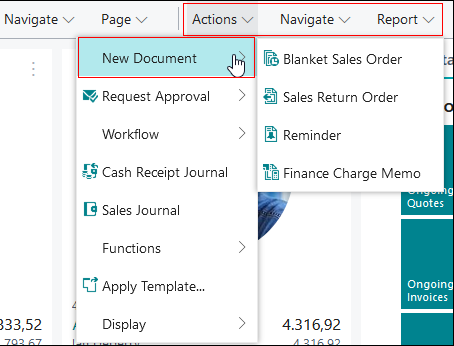 Navigate Page Actions Navigate Report
New Document
Blanket Sales Order
Request Approval
Sales Return Order
Workflow
Reminder
Cash Receipt Journal
Finance Charge Memo
Sales Journal
Ongoing
Quotes
Functions
Apply Template...
Ongoing
Invoices
333,52
4.316,92
Display
4.316,92
793,67